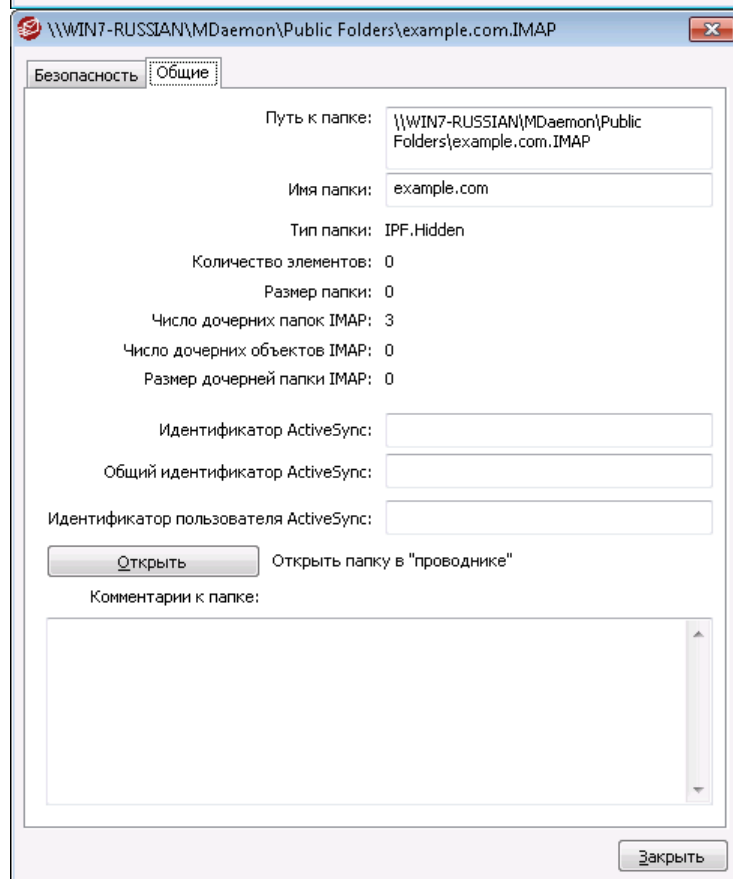 \\WIN7-RUSSIAN\MDaemon\Public Folders\example.com.IMAP
Безопасность Общие
Путь к папке: \\WIN7-RUSSIAN\MDaemon\Public
Folders\example.com.IMAP
Имя папки: example.com
Тип папки: IPF.Hidden
Количество элементов: 0
Размер папки: 0
Число дочерних папок IMAP: 3
Число дочерних объектов IMAP: 0
Размер дочерней папки IMAP: 0
Идентификатор ActiveSync:
Общий идентификатор ActiveSync:
Идентификатор пользователя ActiveSync:
Открыть Открыть папку в "проводнике"
Комментарии к папке:
Закрыть